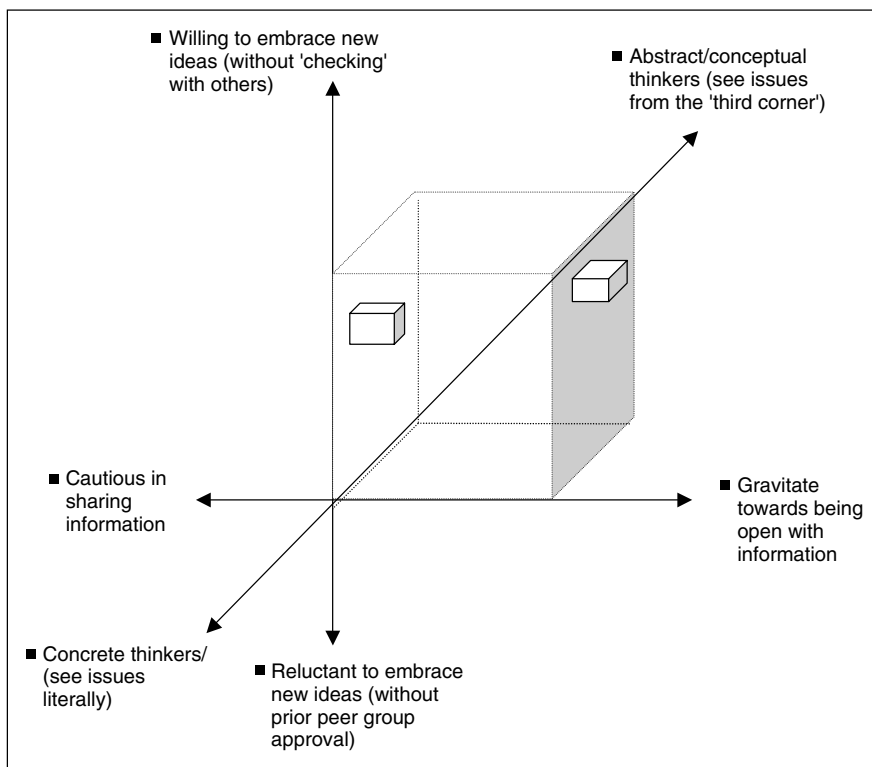 ■ Willing to embrace new
ideas (without 'checking'
with others)
■ Abstract/conceptual
thinkers (see issues
from the 'third corner')
■ Cautious in
sharing
information
■ Gravitate
towards being
open with
information
■ Concrete thinkers/
(see issues
literally)
■ Reluctant to embrace
new ideas (without
prior peer group
approval)